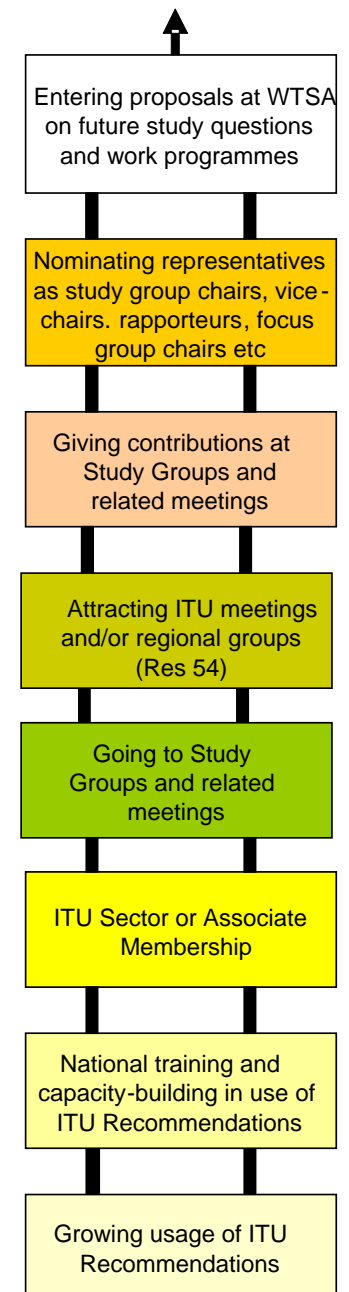 Entering proposals at WTSA
on future study questions
and work programmes
Nominating representatives
as study group chairs, vice-
chairs. rapporteurs, focus
group chairs etc
Giving contributions at
Study Groups and
related meetings
Attracting ITU meetings
and/or regional groups
(Res 54)
Going to Study
Groups and related
meetings
ITU Sector or Associate
Membership
National training and
capacity-building in use of
ITU Recommendations
Growing usage of ITU
Recommendations